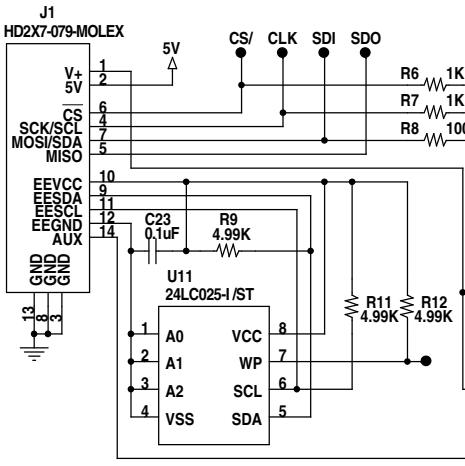 J1
HD2X7-079-MOLEX
5V
CS/ CLK SDI SDO
V+ 1
5V 2
CS 6
SCK/SCL 4
MOSI/SDA 7
MISO 5
R6 1K
R7 1K
R8 100
EEVCC 10
EESDA 9
EESCL 11
EEGND 12
AUX 14
GND GND GND
13 8 3
C23
0.1uF
R9
4.99K
U11
24LC025-I /ST
R11
4.99K
R12
4.99K
1 A0 VCC 8
2 A1 WP 7
3 A2 SCL 6
4 VSS SDA 5